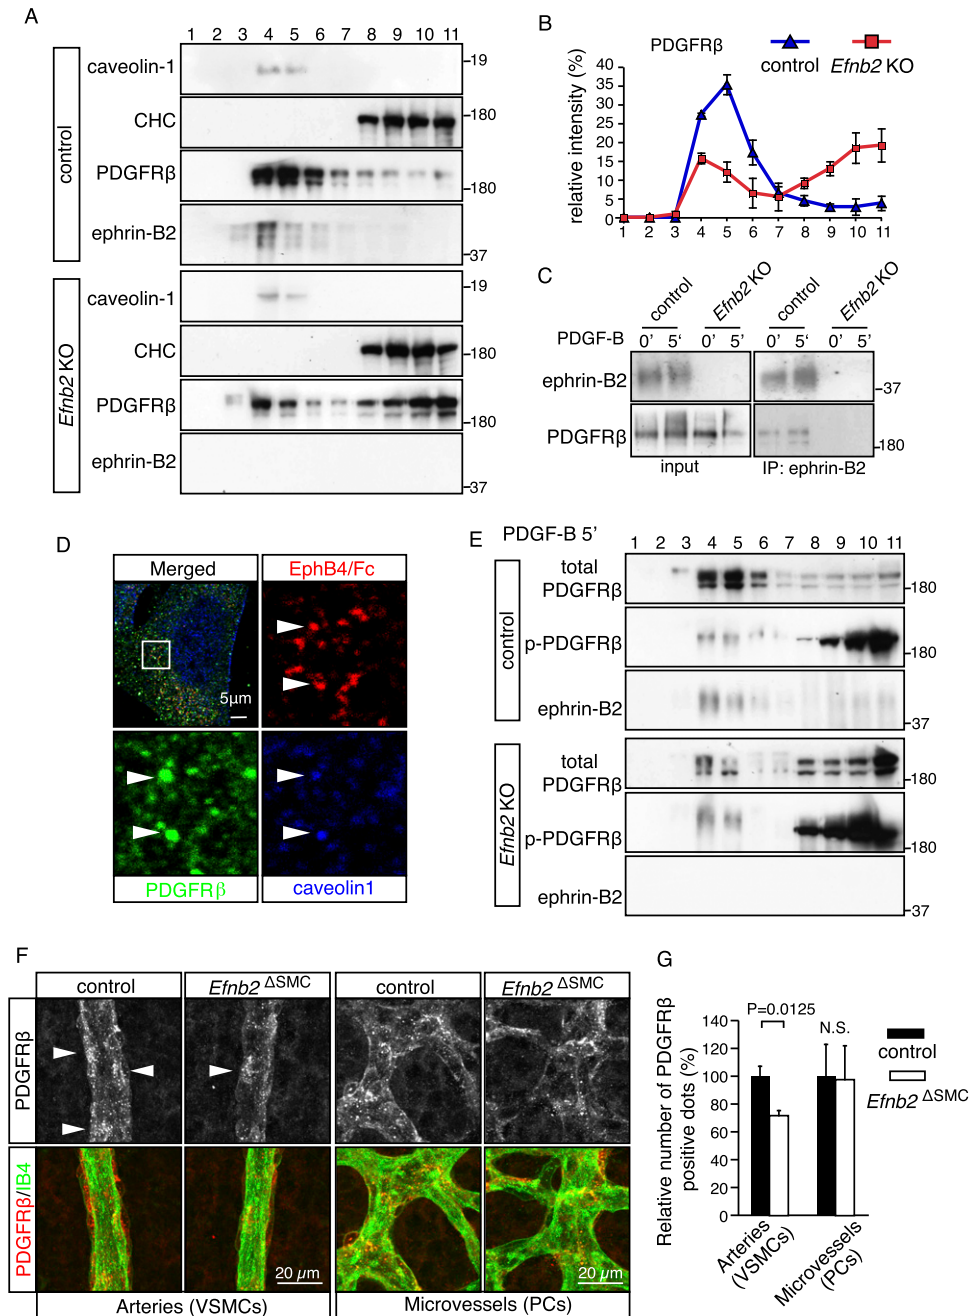 A
1 2 3 4 5 6 7 8 9 10 11
control
caveolin-1
-19
CHC
-180
PDGFRβ
180
ephrin-B2
-37
Efnb2 KO
caveolin-1
-19
CHC
-180
PDGFRβ
180
ephrin-B2
-37
B
PDGFRβ
control
Efnb2 KO
relative intensity (%)
40
35
30
25
20
15
10
5
0
1 2 3 4 5 6 7 8 9 10 11
C
control
Efnb2 KO
control
Efnb2 KO
PDGF-B
0' 5' 0' 5' 0' 5' 0' 5'
ephrin-B2
-37
PDGFRβ
-180
input
IP: ephrin-B2
D
Merged
EphB4/Fc
5µm
PDGFRβ
caveolin1
E
PDGF-B 5'
1 2 3 4 5 6 7 8 9 10 11
control
total
PDGFRβ
-180
p-PDGFRβ
-180
ephrin-B2
-37
Efnb2 KO
total
PDGFRβ
-180
p-PDGFRβ
-180
ephrin-B2
-37
F
control
Efnb2 ΔSMC
control
Efnb2 ΔSMC
PDGFRβ
PDGFRβ/IB4
20 µm
20 µm
Arteries (VSMCs)
Microvessels (PCs)
G
Relative number of PDGFRβ
positive dots (%)
140
120
100
80
60
40
20
0
P=0.0125
N.S.
control
Efnb2 ΔSMC
Arteries
(VSMCs)
Microvessels
(PCs)